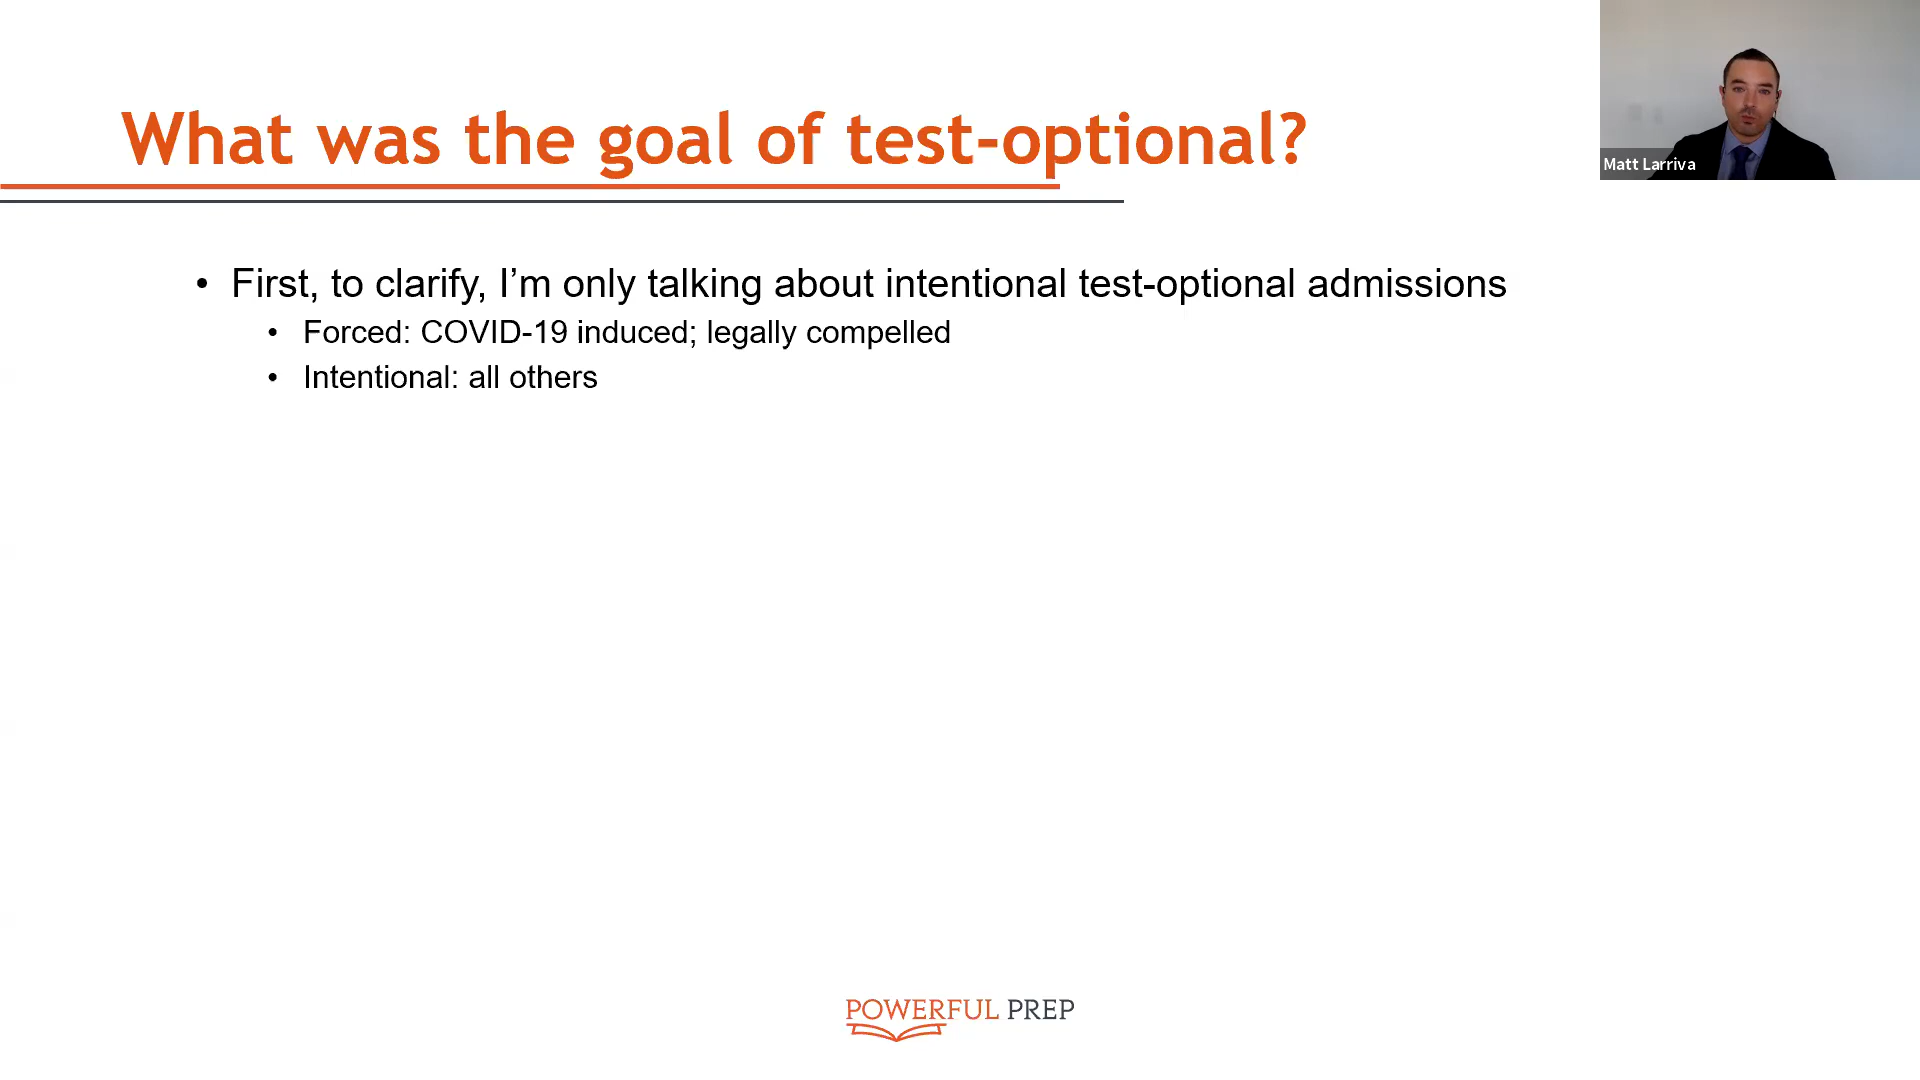 What was the goal of test-optional?
Matt Larriva
• First, to clarify, I’m only talking about intentional test-optional admissions
• Forced: COVID-19 induced; legally compelled
• Intentional: all others
POWERFUL PREP